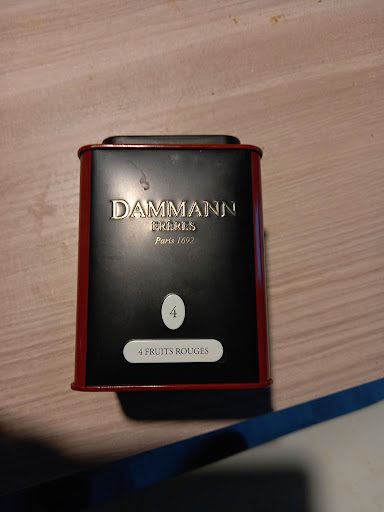 DAMMANN
FRÈRES
Paris 1692
4
4 FRUITS ROUGES